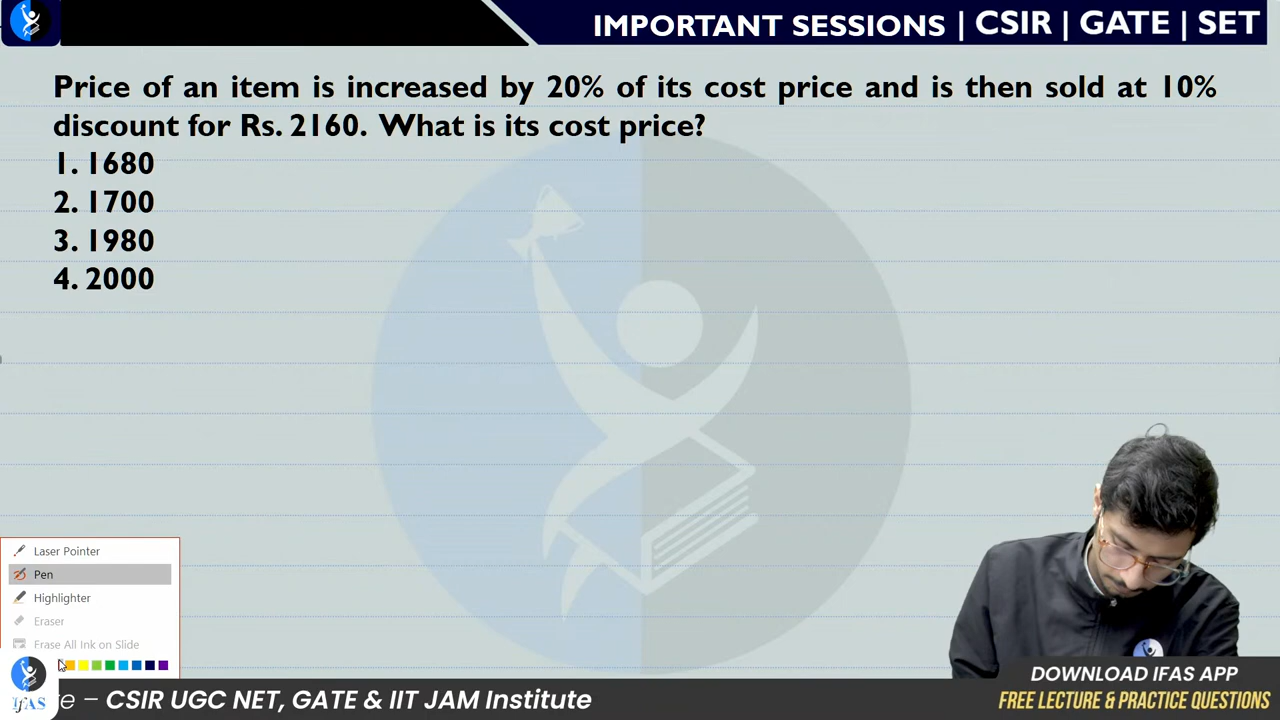 IMPORTANT SESSIONS | CSIR | GATE | SET
Price of an item is increased by 20% of its cost price and is then sold at 10%
discount for Rs. 2160. What is its cost price?
1. 1680
2. 1700
3. 1980
4. 2000
Laser Pointer
Pen
Highlighter
Eraser
Erase All Ink on Slide
IFAS
– CSIR UGC NET, GATE & IIT JAM Institute
DOWNLOAD IFAS APP
FREE LECTURE & PRACTICE QUESTIONS